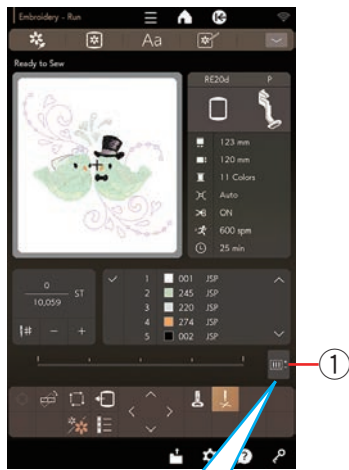 Embroidery - Run
Aa
Ready to Sew
RE20d P
123 mm
120 mm
11 Colors
Auto
ON
600 spm
25 min
0
10,059
ST
1 001 JSP
2 245 JSP
3 220 JSP
4 274 JSP
5 002 JSP
# - +
1
?